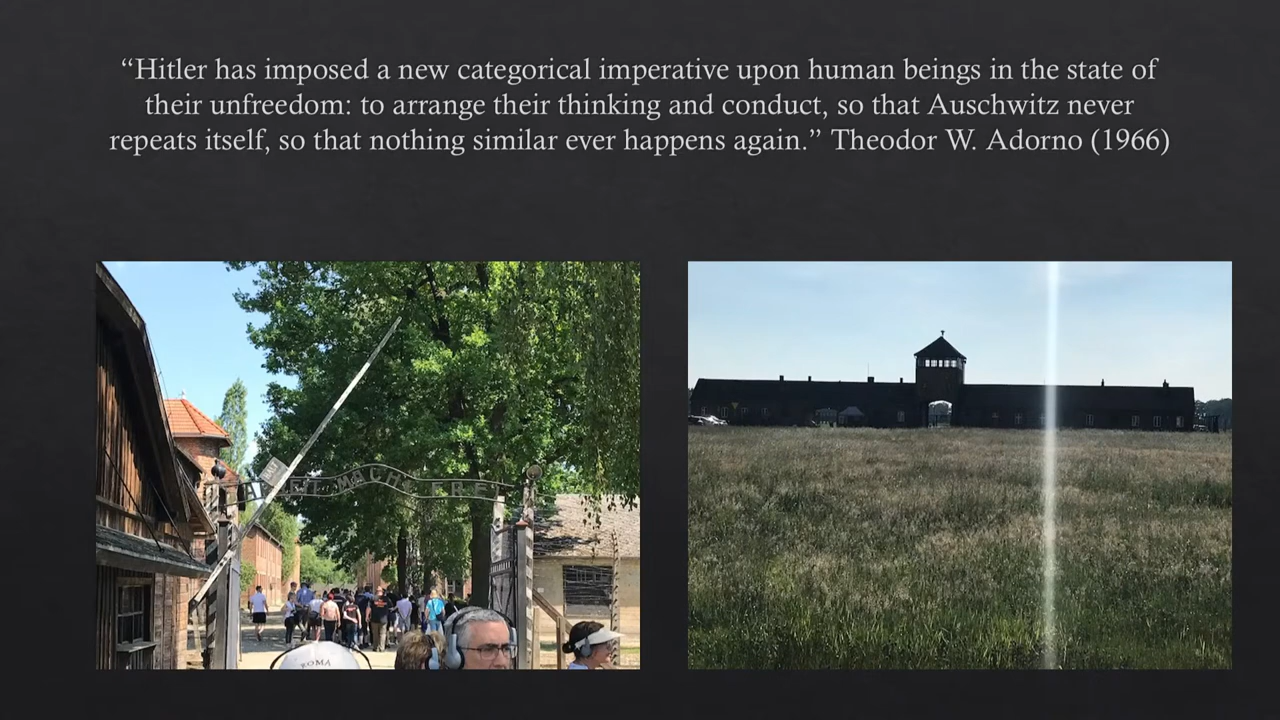 “Hitler has imposed a new categorical imperative upon human beings in the state of
their unfreedom: to arrange their thinking and conduct, so that Auschwitz never
repeats itself, so that nothing similar ever happens again.” Theodor W. Adorno (1966)
MACHT FREI
ROMA